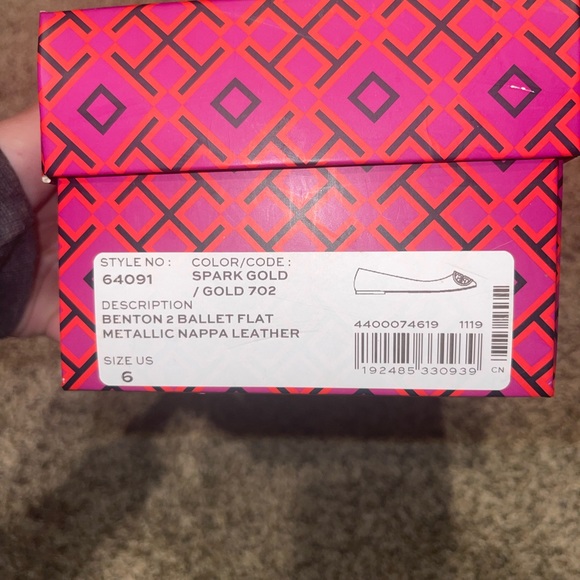 STYLE NO : COLOR/CODE :
64091 SPARK GOLD
/ GOLD 702
DESCRIPTION
BENTON 2 BALLET FLAT
METALLIC NAPPA LEATHER
SIZE US
6
4400074619 1119
192485 330939
CN